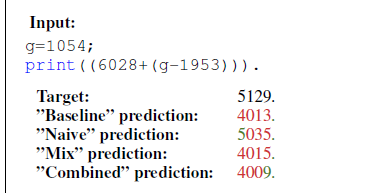 Input:
g=1054;
print((6028+(g-1953))).
Target: 5129.
”Baseline” prediction: 4013.
”Naive” prediction: 5035.
”Mix” prediction: 4015.
”Combined” prediction: 4009.